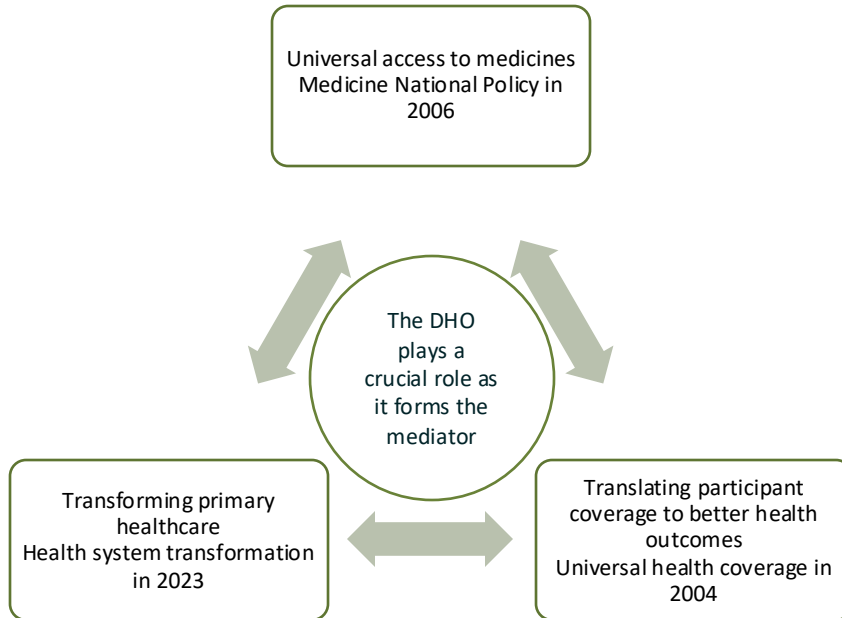 Universal access to medicines
Medicine National Policy in
2006
The DHO
plays a
crucial role as
it forms the
mediator
Transforming primary
healthcare
Health system transformation
in 2023
Translating participant
coverage to better health
outcomes
Universal health coverage in
2004